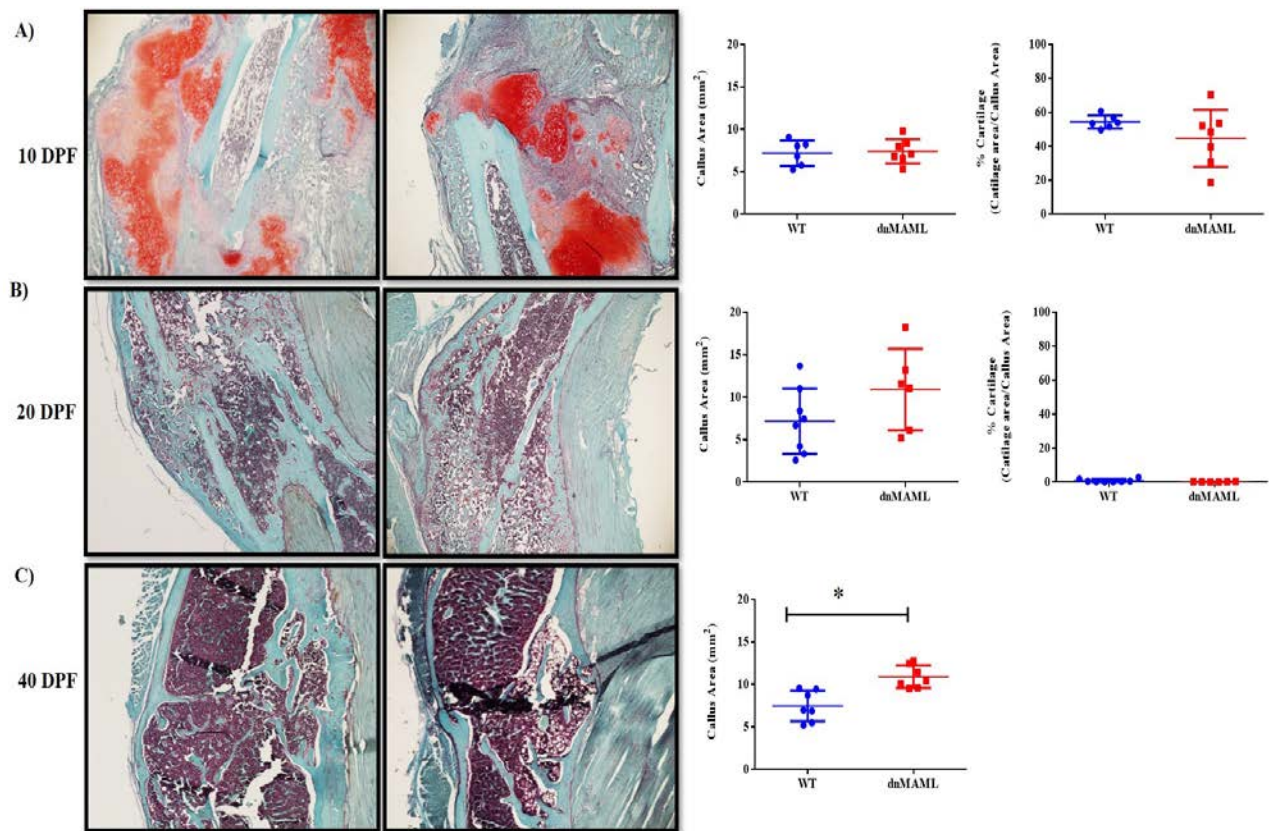 A)
10 DPF
Callus Area (mm²)
20
15
10
5
0
WT
dnMAML
% Cartilage
(Catilage area/Callus Area)
100
80
60
40
20
0
WT
dnMAML
B)
20 DPF
Callus Area (mm²)
20
15
10
5
0
WT
dnMAML
% Cartilage
(Catilage area/Callus Area)
100
80
60
40
20
0
WT
dnMAML
C)
40 DPF
Callus Area (mm²)
20
15
10
5
0
*
WT
dnMAML